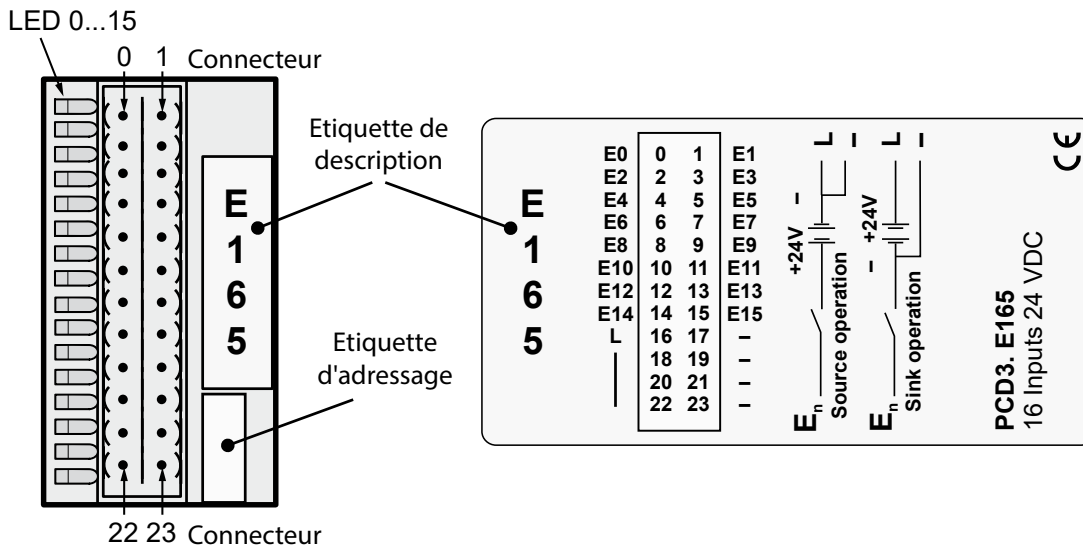 LED 0...15
0 1 Connecteur
Etiquette de
description
E
1
6
5
Etiquette
d'adressage
22 23 Connecteur
E
1
6
5
E0 0 1 E1
E2 2 3 E3
E4 4 5 E5
E6 6 7 E7
E8 8 9 E9
E10 10 11 E11
E12 12 13 E13
E14 14 15 E15
L 16 17 –
18 19 –
20 21 –
22 23 –
En +24V – L –
Source operation
En – +24V L –
Sink operation
PCD3. E165
16 Inputs 24 VDC
CE